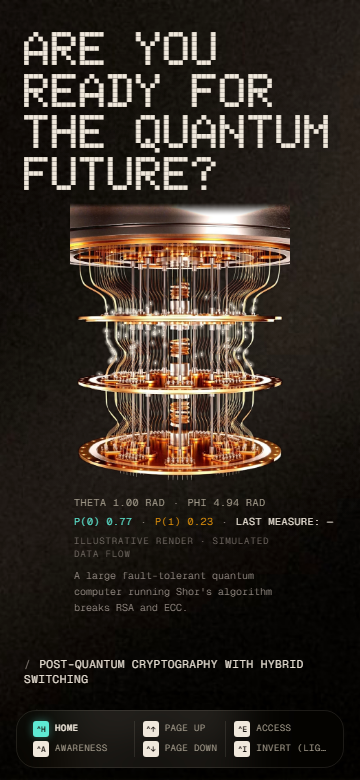 ARE YOU
READY FOR
THE QUANTUM
FUTURE?
THETA 1.00 RAD · PHI 4.94 RAD
P(0) 0.77 · P(1) 0.23 · LAST MEASURE: —
ILLUSTRATIVE RENDER · SIMULATED
DATA FLOW
A large fault-tolerant quantum
computer running Shor's algorithm
breaks RSA and ECC.
/ POST-QUANTUM CRYPTOGRAPHY WITH HYBRID
SWITCHING
^H HOME ^↑ PAGE UP ^E ACCESS
^A AWARENESS ^↓ PAGE DOWN ^I INVERT (LIG…